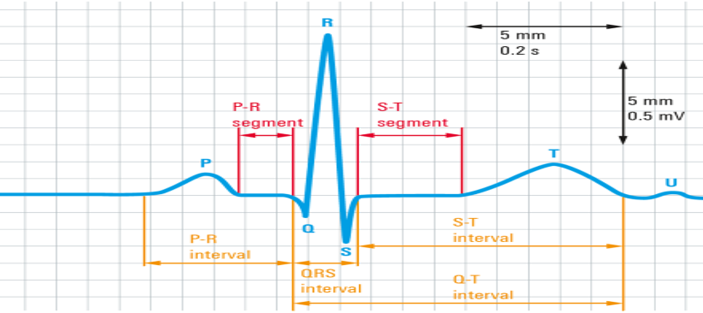 R
5 mm
0.2 s
5 mm
0.5 mV
P-R
segment
S-T
segment
P
T
U
Q
S
P-R
interval
QRS
interval
S-T
interval
Q-T
interval